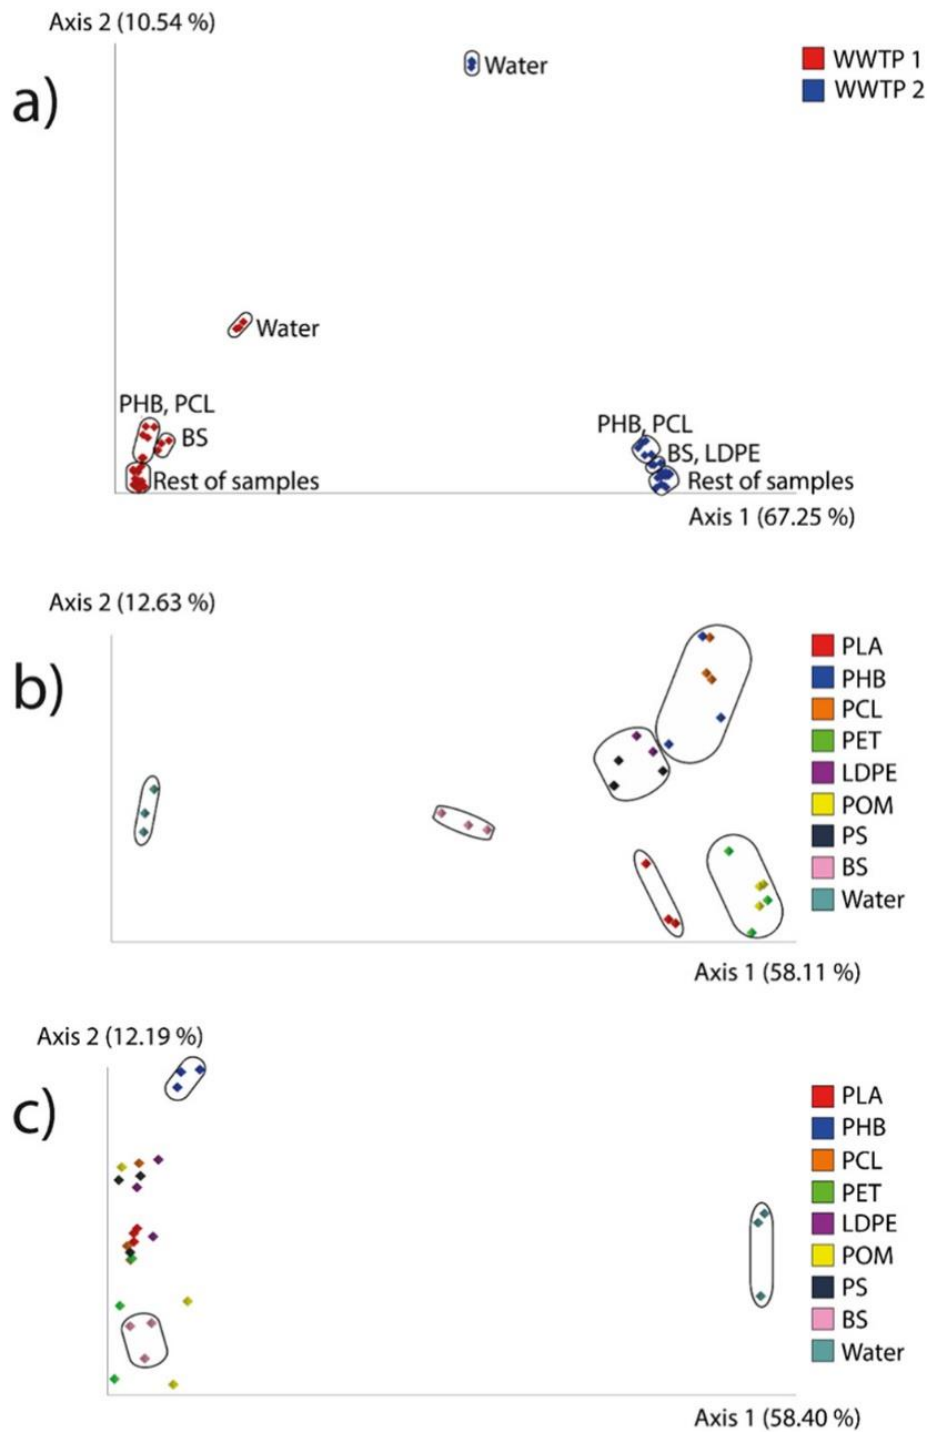 Axis 2 (10.54 %)
a)
Water
WWTP 1
WWTP 2
Water
PHB, PCL
BS
Rest of samples
PHB, PCL
BS, LDPE
Rest of samples
Axis 1 (67.25 %)
Axis 2 (12.63 %)
b)
PLA
PHB
PCL
PET
LDPE
POM
PS
BS
Water
Axis 1 (58.11 %)
Axis 2 (12.19 %)
c)
PLA
PHB
PCL
PET
LDPE
POM
PS
BS
Water
Axis 1 (58.40 %)